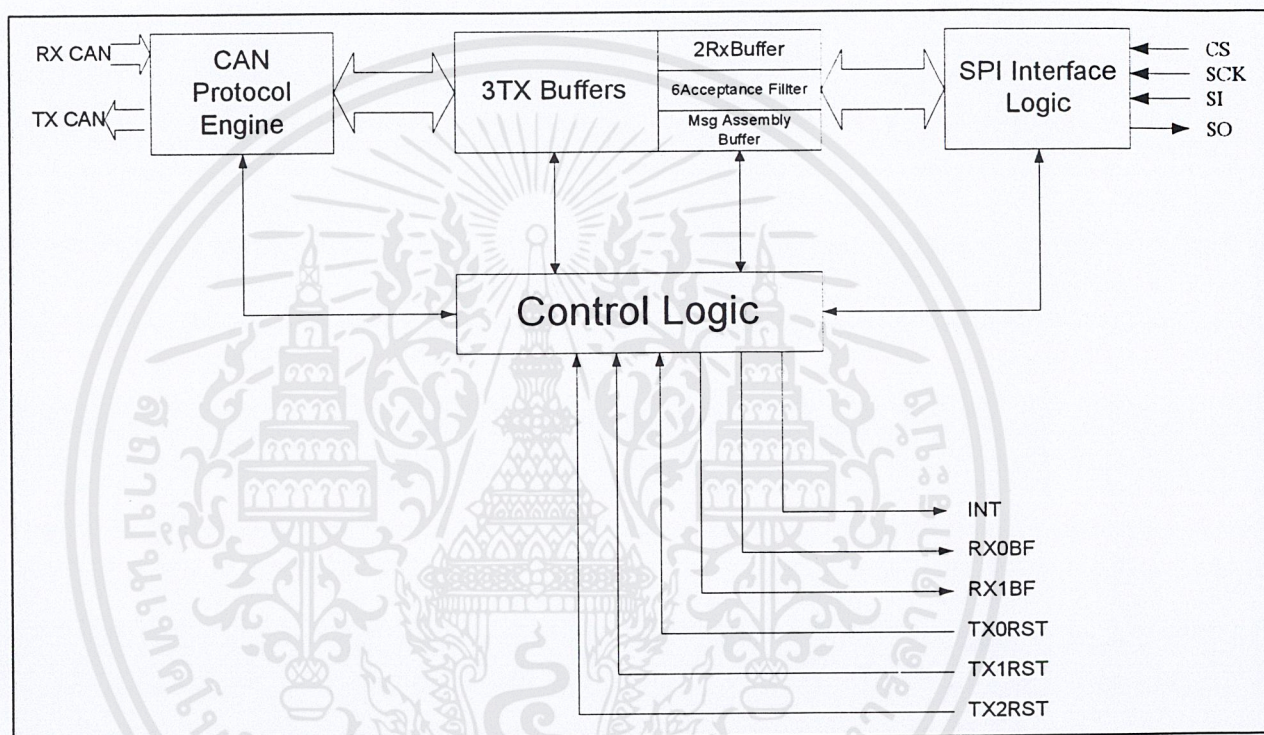 RX CAN
TX CAN
CAN
Protocol
Engine
3TX Buffers
2RxBuffer
6Acceptance Fillter
Msg Assembly
Buffer
SPI Interface
Logic
CS
SCK
SI
SO
Control Logic
INT
RX0BF
RX1BF
TX0RST
TX1RST
TX2RST